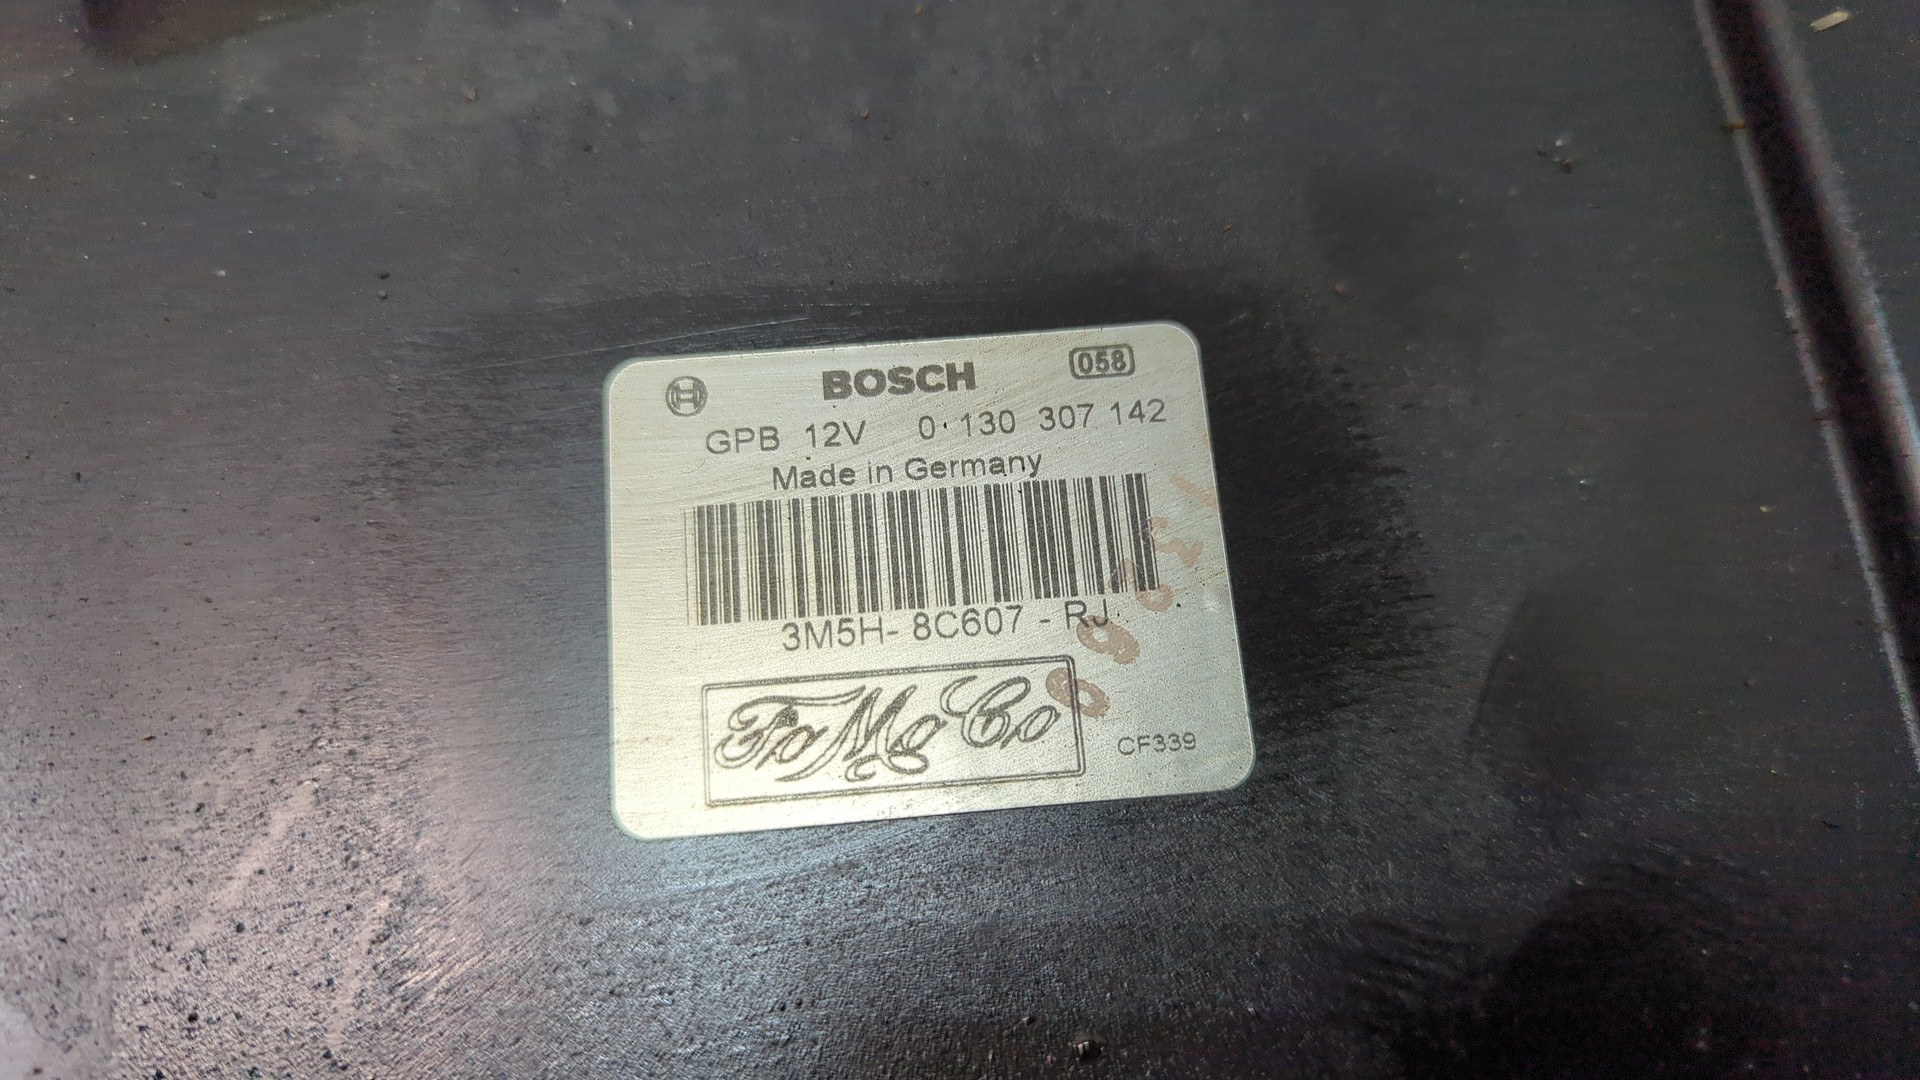 BOSCH 058
GPB 12V 0 130 307 142
Made in Germany
3M5H- 8C607 - RJ
FoMoCo
CF339